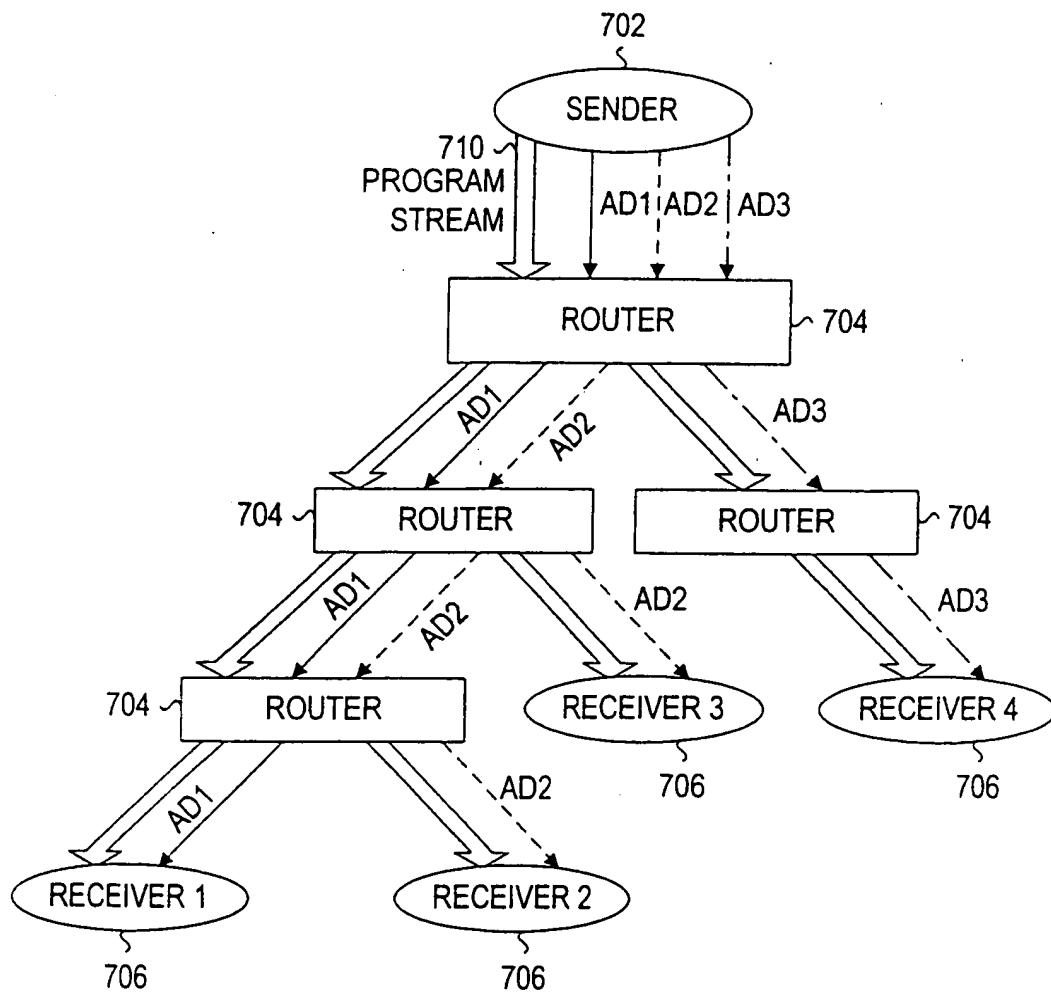 702
SENDER
710
PROGRAM
STREAM
AD1
AD2
AD3
ROUTER
704
AD1
AD2
AD3
704
ROUTER
ROUTER
704
AD1
AD2
AD2
AD3
704
ROUTER
RECEIVER 3
RECEIVER 4
706
706
AD1
AD2
RECEIVER 1
RECEIVER 2
706
706